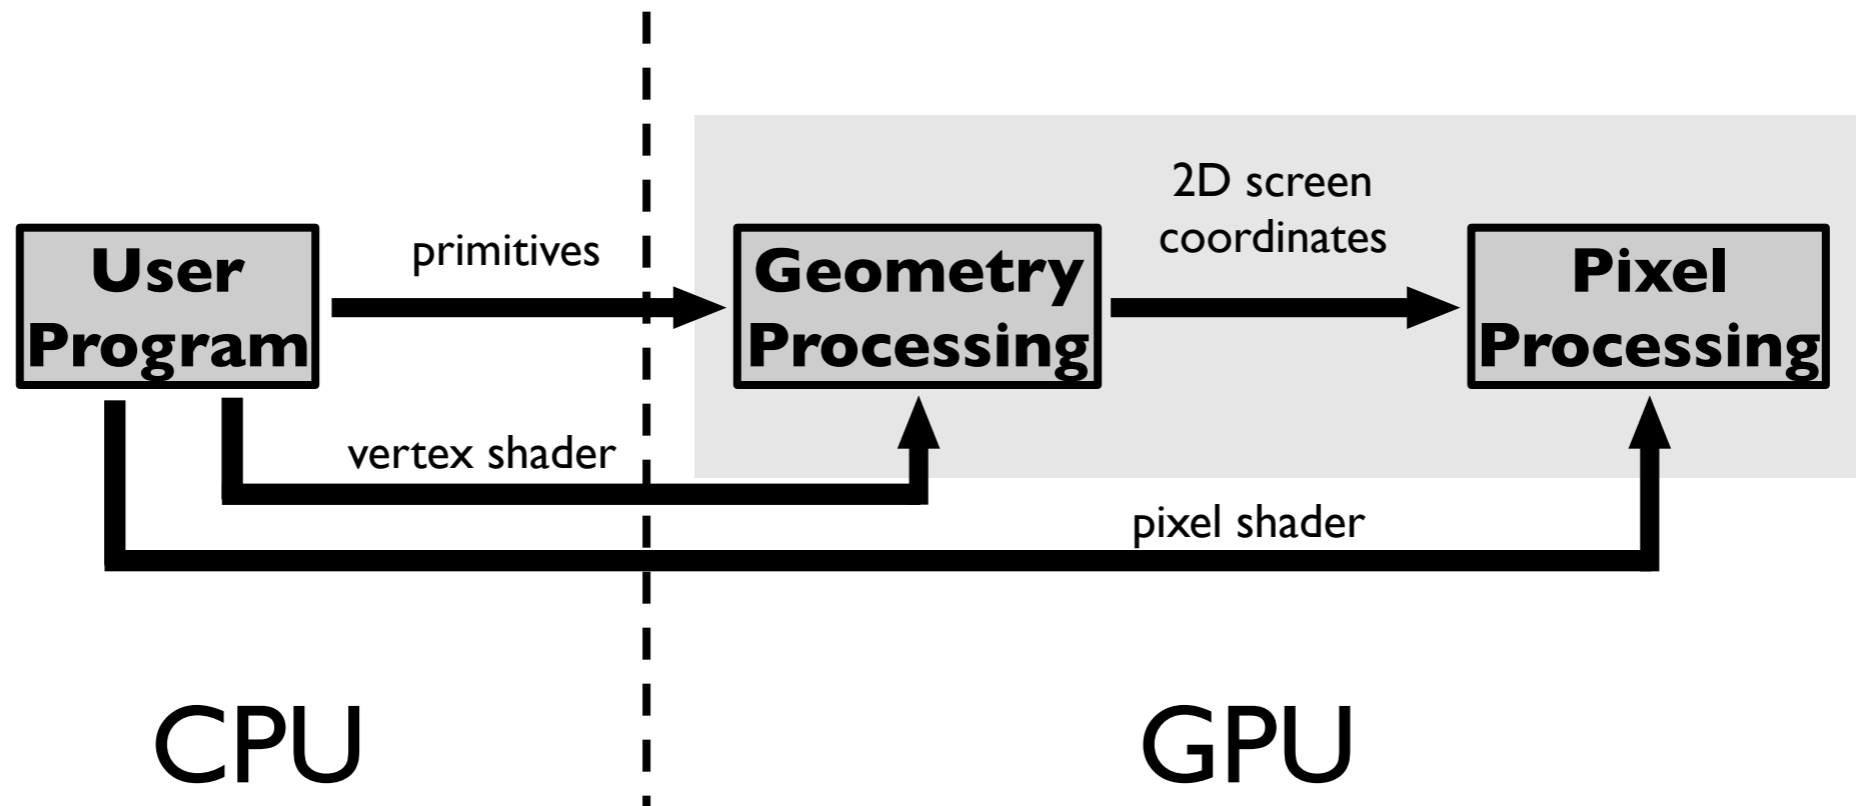 2D screen
coordinates
primitives
User
Program
Geometry
Processing
Pixel
Processing
vertex shader
pixel shader
CPU
GPU